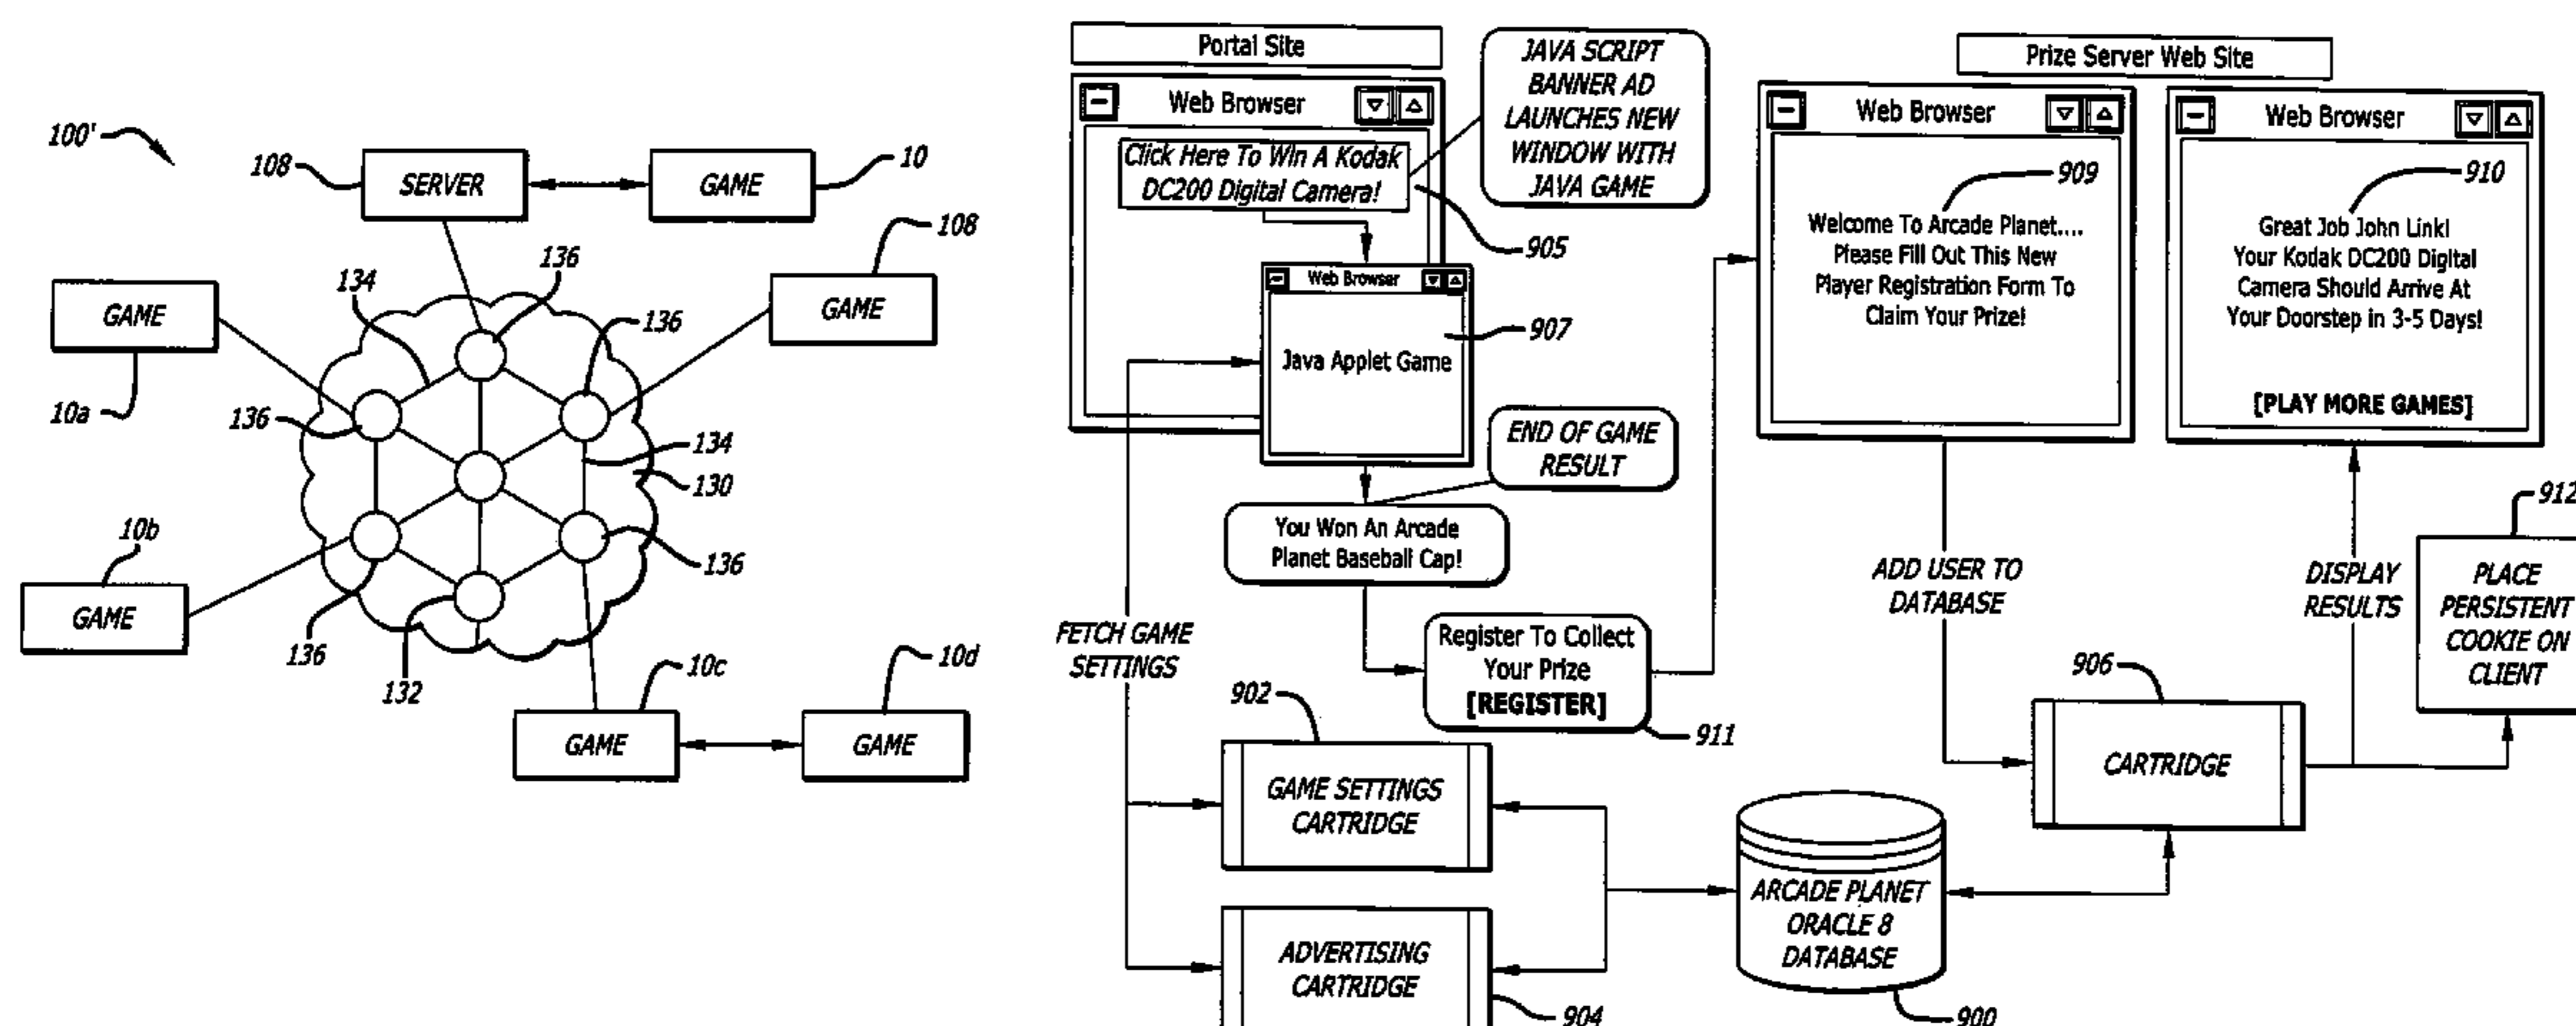 100'
108
SERVER
GAME
10
108
GAME
136
134
136
GAME
10a
136
134
130
10b
GAME
136
136
132
10c
10d
GAME
GAME
Portal Site
Web Browser
Click Here To Win A Kodak
DC200 Digital Camera!
JAVA SCRIPT
BANNER AD
LAUNCHES NEW
WINDOW WITH
JAVA GAME
905
Web Browser
907
Java Applet Game
END OF GAME
RESULT
You Won An Arcade
Planet Baseball Cap!
FETCH GAME
SETTINGS
Register To Collect
Your Prize
[REGISTER]
911
902
GAME SETTINGS
CARTRIDGE
ADVERTISING
CARTRIDGE
904
Prize Server Web Site
Web Browser
909
Welcome To Arcade Planet....
Please Fill Out This New
Player Registration Form To
Claim Your Prize!
Web Browser
910
Great Job John Link!
Your Kodak DC200 Digital
Camera Should Arrive At
Your Doorstep in 3-5 Days!
[PLAY MORE GAMES]
ADD USER TO
DATABASE
DISPLAY
RESULTS
912
PLACE
PERSISTENT
COOKIE ON
CLIENT
906
CARTRIDGE
ARCADE PLANET
ORACLE 8
DATABASE
900